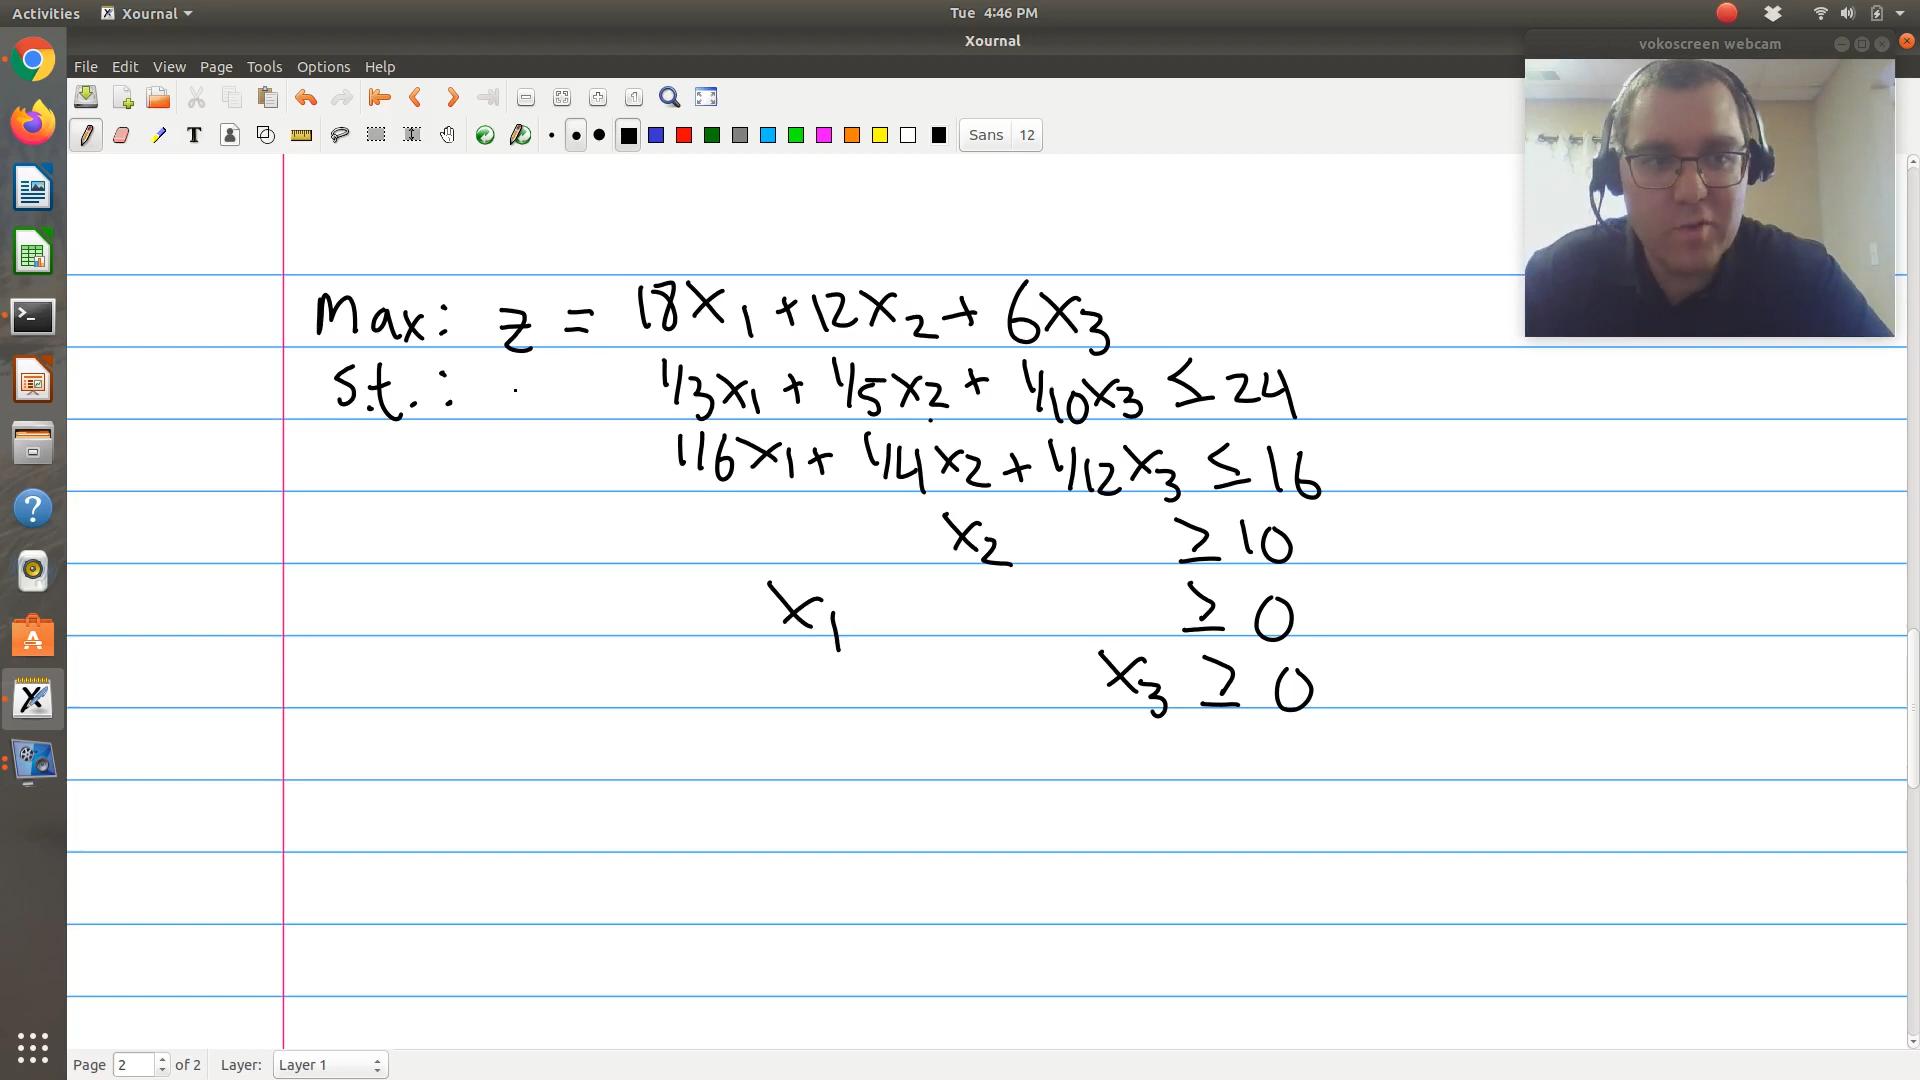 Activities Xournal Tue 4:46 PM
Xournal
vokoscreen webcam
File Edit View Page Tools Options Help
T Sans 12
Max: z = 18x₁ + 12x₂ + 6x₃
s.t.: 1/3x₁ + 1/5x₂ + 1/10x₃ ≤ 24
1/6x₁ + 1/4x₂ + 1/12x₃ ≤ 16
x₂ ≥ 10
x₁ ≥ 0
x₃ ≥ 0
Page 2 of 2 Layer: Layer 1